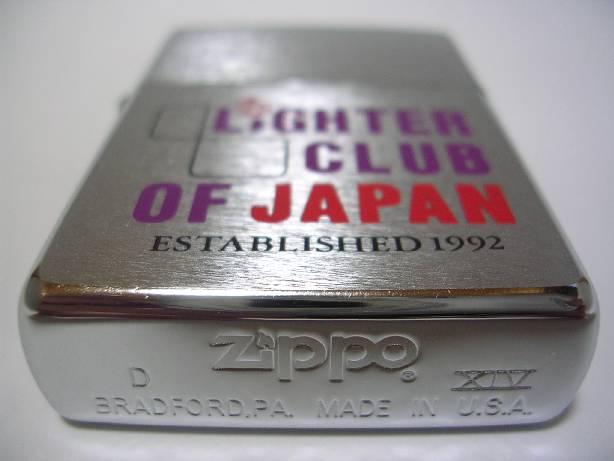 LIGHTER
CLUB
OF JAPAN
ESTABLISHED 1992
Zippo®
D XIV
BRADFORD,PA. MADE IN U.S.A.